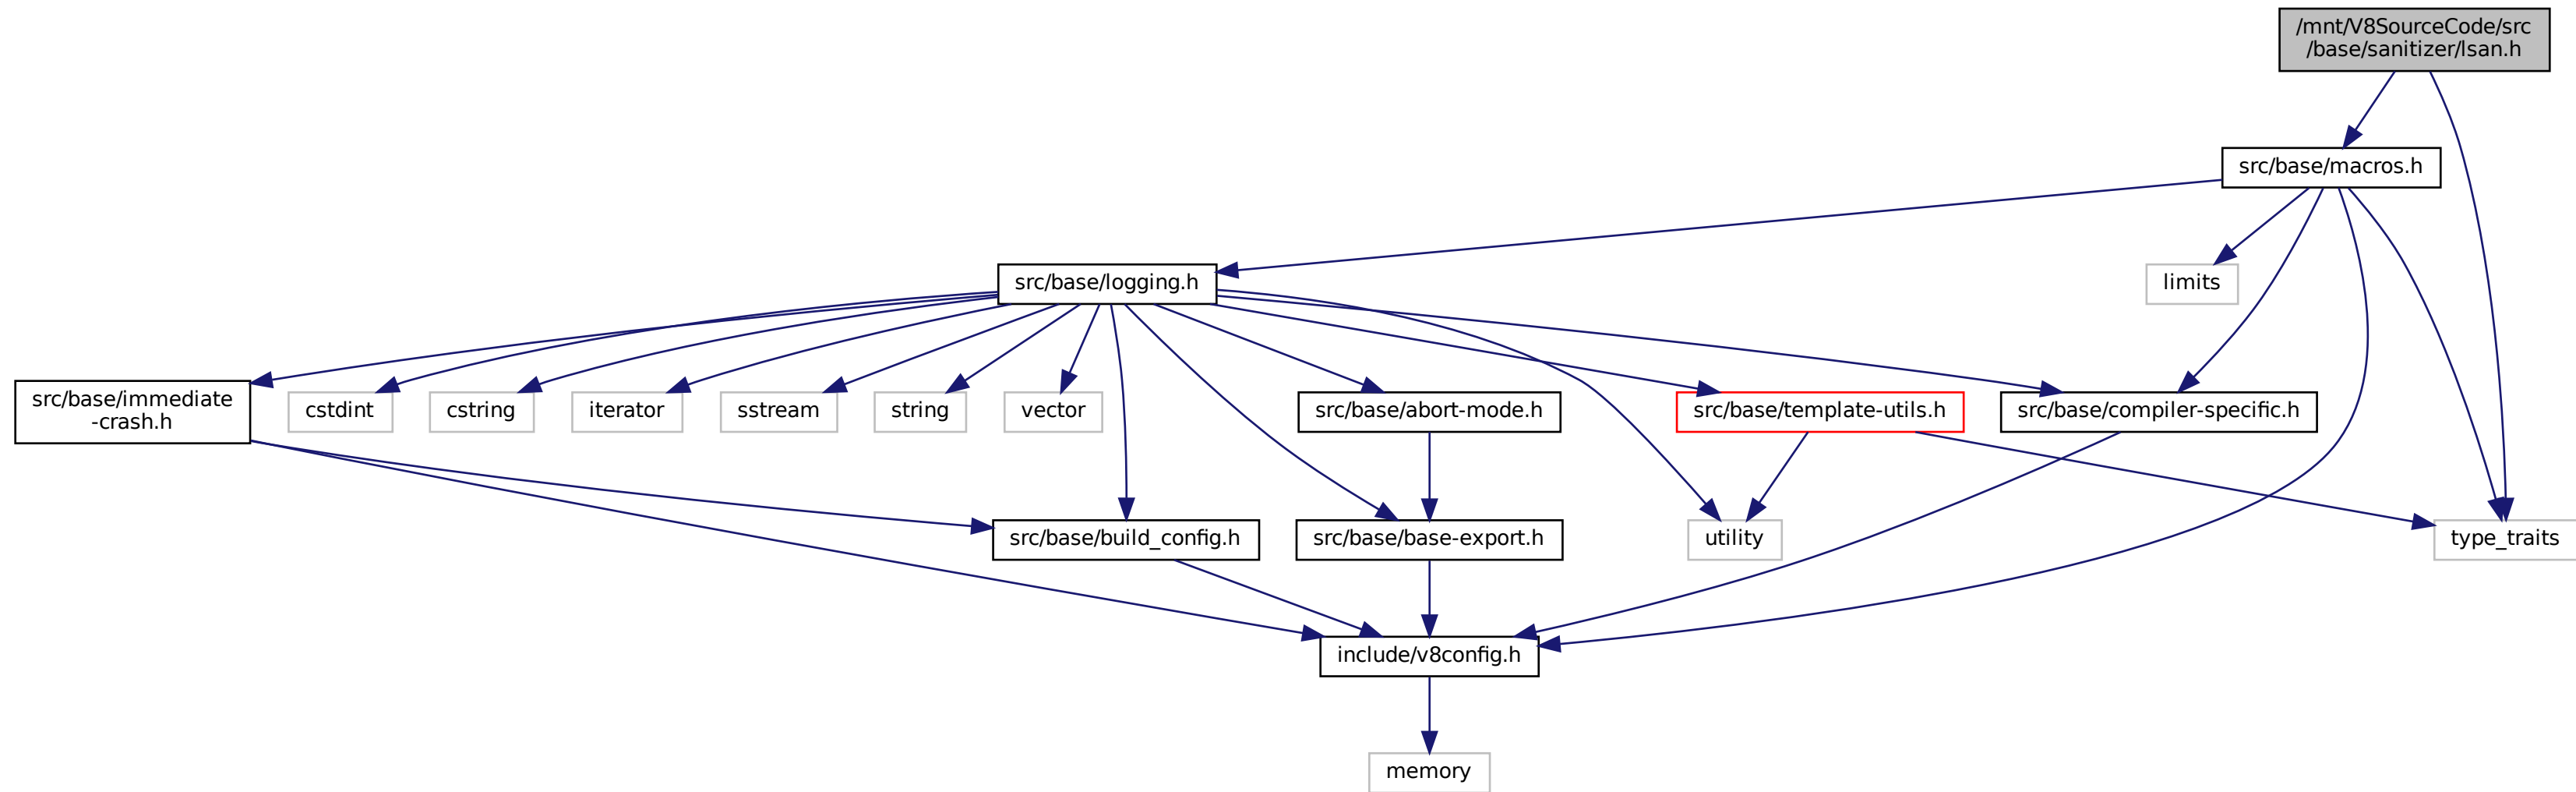 /mnt/V8SourceCode/src
/base/sanitizer/lsan.h
src/base/macros.h
src/base/logging.h
limits
src/base/immediate
-crash.h
cstdint
cstring
iterator
sstream
string
vector
src/base/abort-mode.h
src/base/template-utils.h
src/base/compiler-specific.h
src/base/build_config.h
src/base/base-export.h
utility
type_traits
include/v8config.h
memory